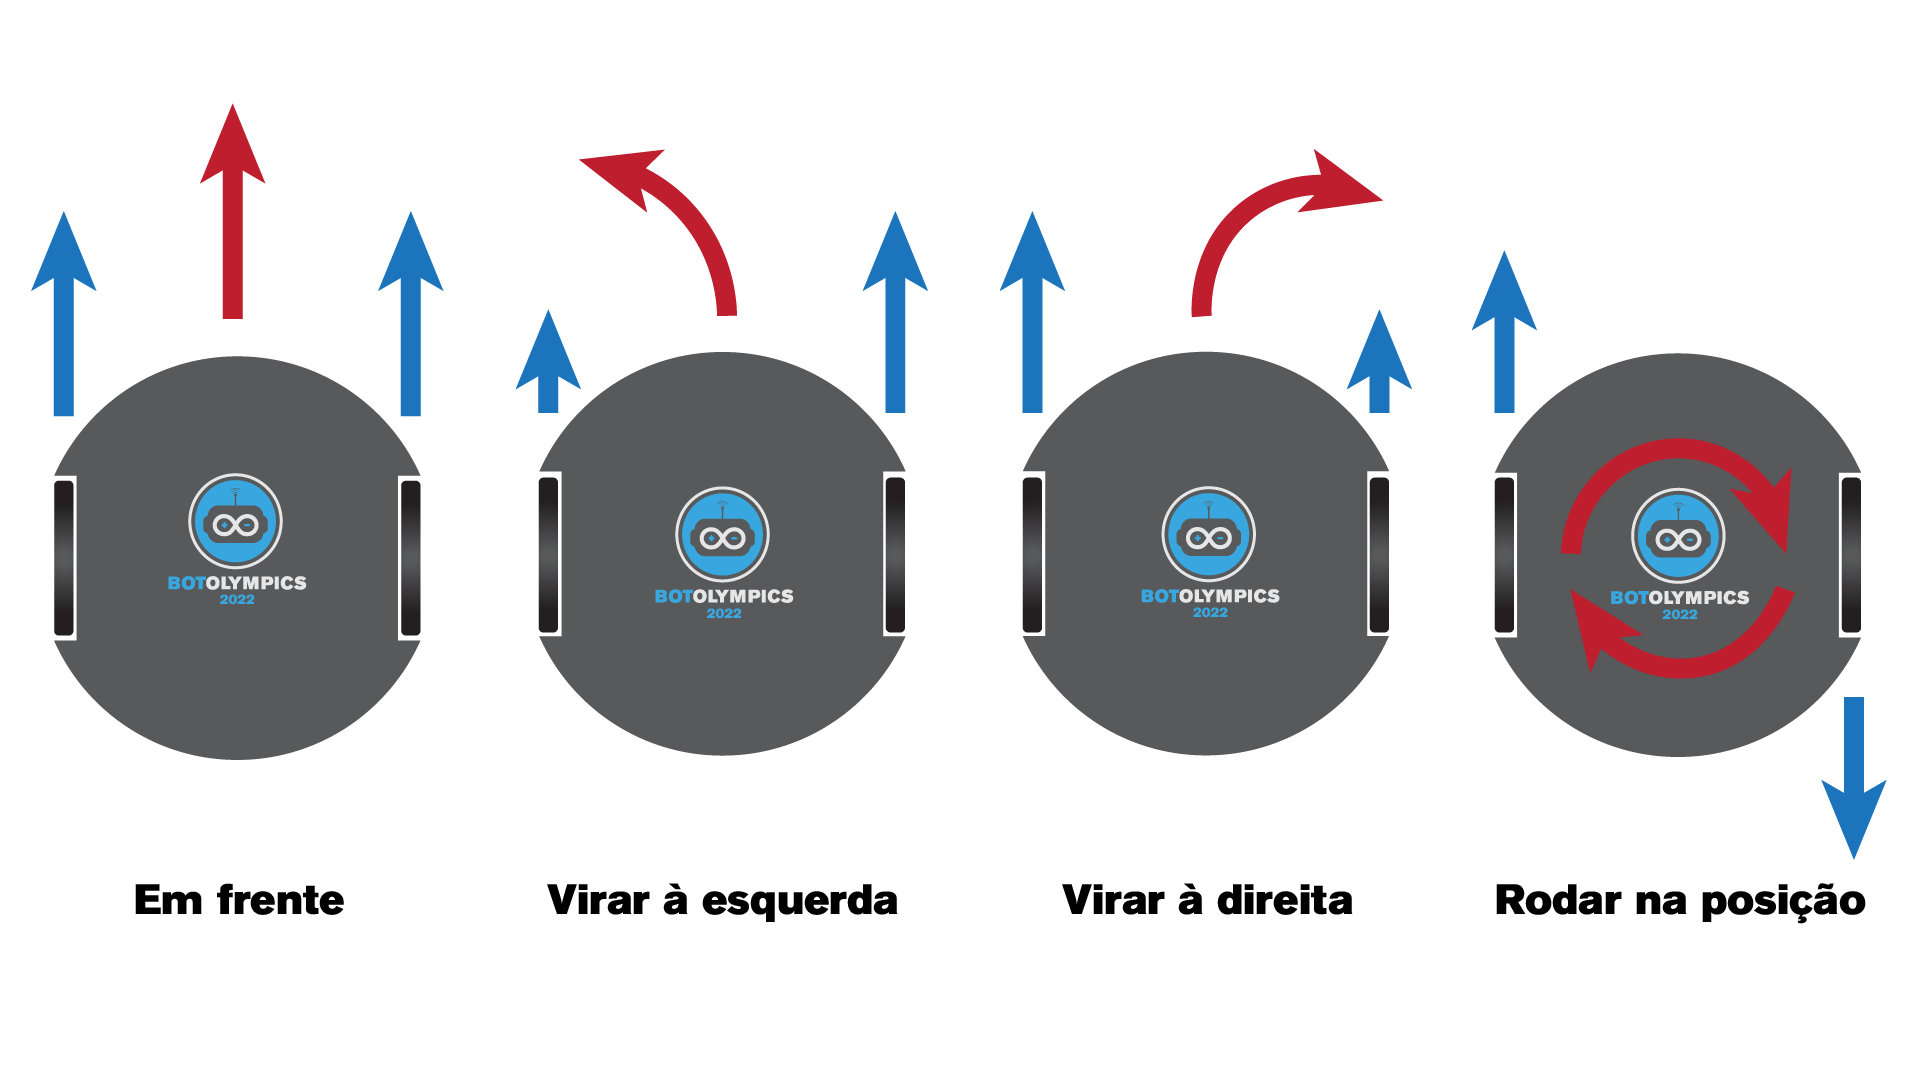 BOTOLYMPICS
2022
BOTOLYMPICS
2022
BOTOLYMPICS
2022
BOTOLYMPICS
2022
Em frente
Virar à esquerda
Virar à direita
Rodar na posição